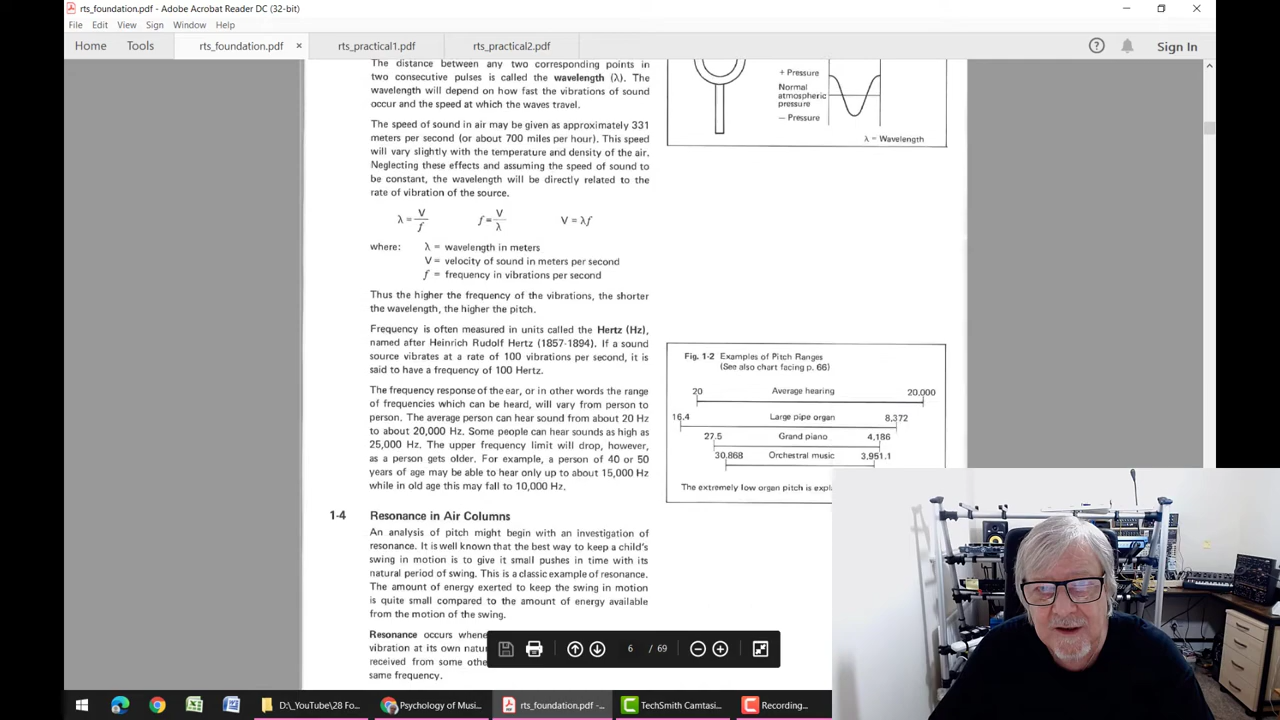 rts_foundation.pdf - Adobe Acrobat Reader DC (32-bit)
File Edit View Sign Window Help
Home Tools rts_foundation.pdf × rts_practical1.pdf rts_practical2.pdf Sign In
The distance between any two corresponding points in
two consecutive pulses is called the wavelength (λ). The
wavelength will depend on how fast the vibrations of sound
occur and the speed at which the waves travel.
The speed of sound in air may be given as approximately 331
meters per second (or about 700 miles per hour). This speed
will vary slightly with the temperature and density of the air.
Neglecting these effects and assuming the speed of sound to
be constant, the wavelength will be directly related to the
rate of vibration of the source.
λ = V/f f = V/λ V = λf
where: λ = wavelength in meters
V = velocity of sound in meters per second
f = frequency in vibrations per second
Thus the higher the frequency of the vibrations, the shorter
the wavelength, the higher the pitch.
Frequency is often measured in units called the Hertz (Hz),
named after Heinrich Rudolf Hertz (1857-1894). If a sound
source vibrates at a rate of 100 vibrations per second, it is
said to have a frequency of 100 Hertz.
The frequency response of the ear, or in other words the range
of frequencies which can be heard, will vary from person to
person. The average person can hear sound from about 20 Hz
to about 20,000 Hz. Some people can hear sounds as high as
25,000 Hz. The upper frequency limit will drop, however,
as a person gets older. For example, a person of 40 or 50
years of age may be able to hear only up to about 15,000 Hz
while in old age this may fall to 10,000 Hz.
1-4 Resonance in Air Columns
An analysis of pitch might begin with an investigation of
resonance. It is well known that the best way to keep a child's
swing in motion is to give it small pushes in time with its
natural period of swing. This is a classic example of resonance.
The amount of energy exerted to keep the swing in motion
is quite small compared to the amount of energy available
from the motion of the swing.
Resonance occurs whene
vibration at its own natu
received from some othe
same frequency.
+ Pressure
Normal
atmospheric
pressure
— Pressure
λ = Wavelength
Fig. 1-2 Examples of Pitch Ranges
(See also chart facing p. 66)
20 Average hearing 20,000
16.4 Large pipe organ 8,372
27.5 Grand piano 4,186
30,868 Orchestral music 3,951.1
The extremely low organ pitch is expla
6 / 69
D:\_YouTube\28 Fo... Psychology of Musi... rts_foundation.pdf -... TechSmith Camtasi... Recording...